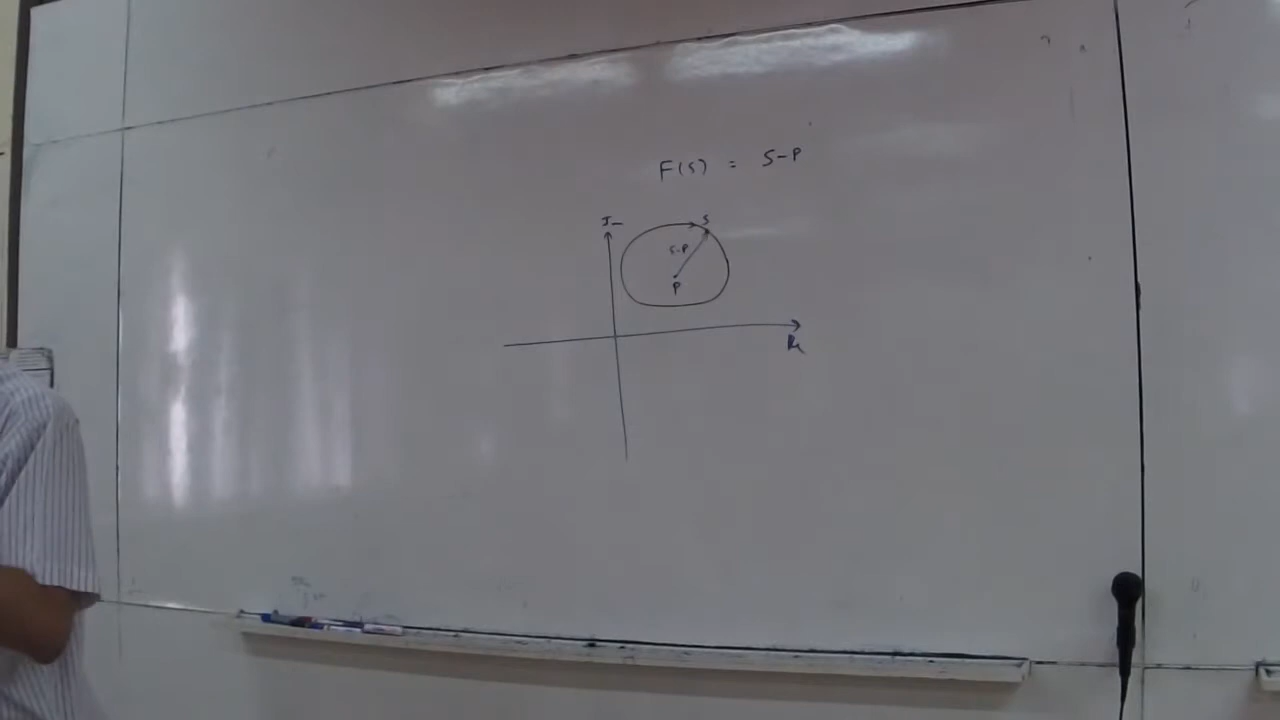 F(s) = S-P
Im
S
S-P
P
Re